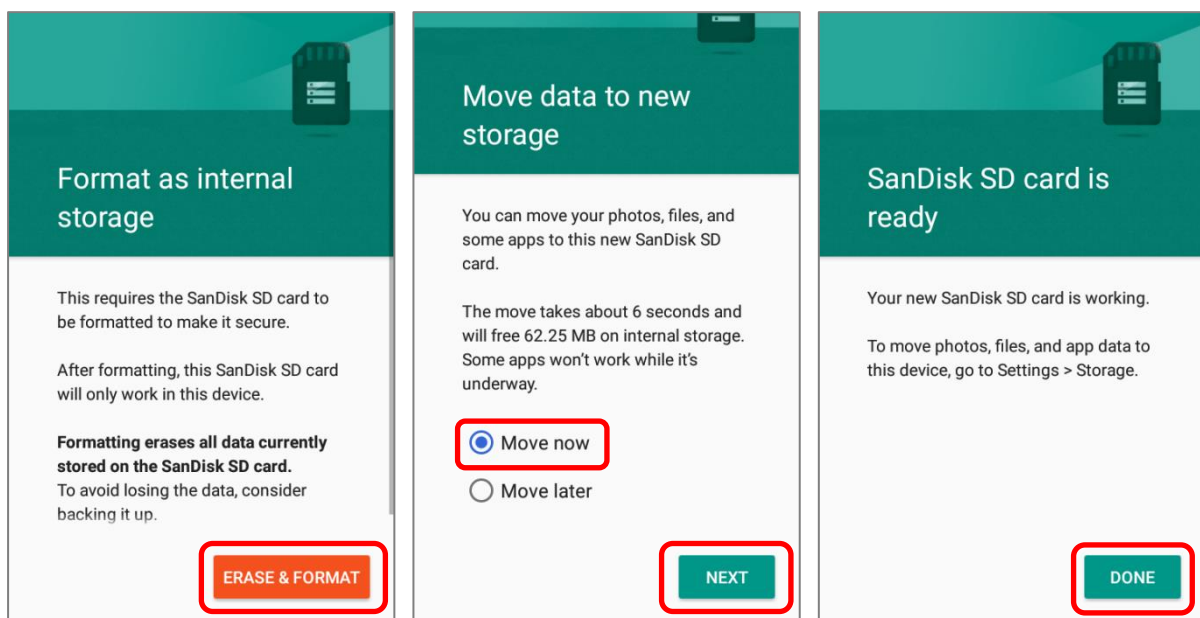 Format as internal
storage
This requires the SanDisk SD card to
be formatted to make it secure.
After formatting, this SanDisk SD card
will only work in this device.
Formatting erases all data currently
stored on the SanDisk SD card.
To avoid losing the data, consider
backing it up.
ERASE & FORMAT
Move data to new
storage
You can move your photos, files, and
some apps to this new SanDisk SD
card.
The move takes about 6 seconds and
will free 62.25 MB on internal storage.
Some apps won't work while it's
underway.
Move now
Move later
NEXT
SanDisk SD card is
ready
Your new SanDisk SD card is working.
To move photos, files, and app data to
this device, go to Settings > Storage.
DONE